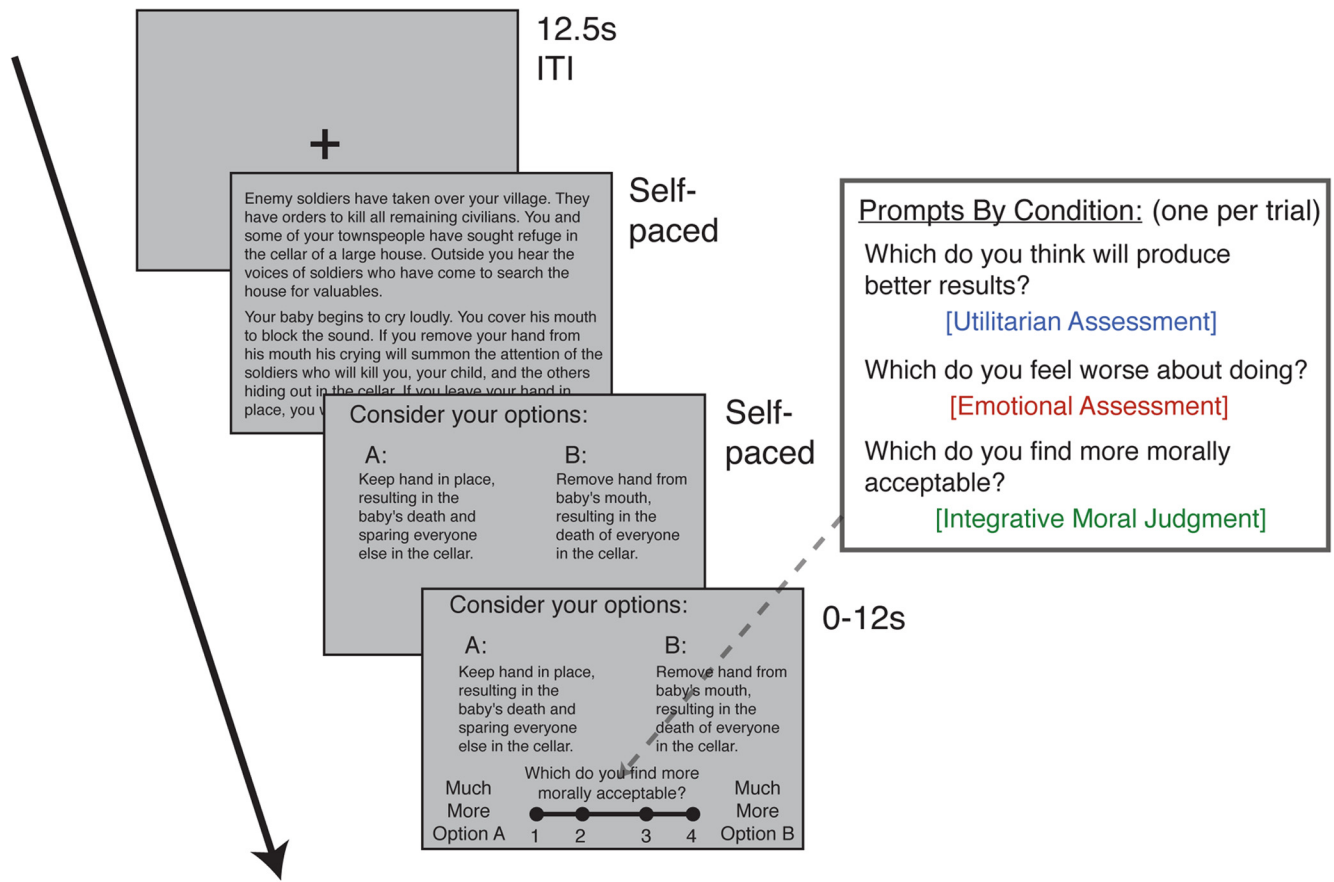 12.5s
ITI
+
Self-
paced
Enemy soldiers have taken over your village. They
have orders to kill all remaining civilians. You and
some of your townspeople have sought refuge in
the cellar of a large house. Outside you hear the
voices of soldiers who have come to search the
house for valuables.
Your baby begins to cry loudly. You cover his mouth
to block the sound. If you remove your hand from
his mouth his crying will summon the attention of the
soldiers who will kill you, your child, and the others
hiding out in the cellar. If you leave your hand in
place, you
Self-
paced
Consider your options:
A:
Keep hand in place,
resulting in the
baby's death and
sparing everyone
else in the cellar.
B:
Remove hand from
baby's mouth,
resulting in the
death of everyone
in the cellar.
0-12s
Consider your options:
A:
Keep hand in place,
resulting in the
baby's death and
sparing everyone
else in the cellar.
B:
Remove hand from
baby's mouth,
resulting in the
death of everyone
in the cellar.
Which do you find more
morally acceptable?
Much
More
Option A
1 2 3 4
Much
More
Option B
Prompts By Condition: (one per trial)
Which do you think will produce
better results?
[Utilitarian Assessment]
Which do you feel worse about doing?
[Emotional Assessment]
Which do you find more morally
acceptable?
[Integrative Moral Judgment]